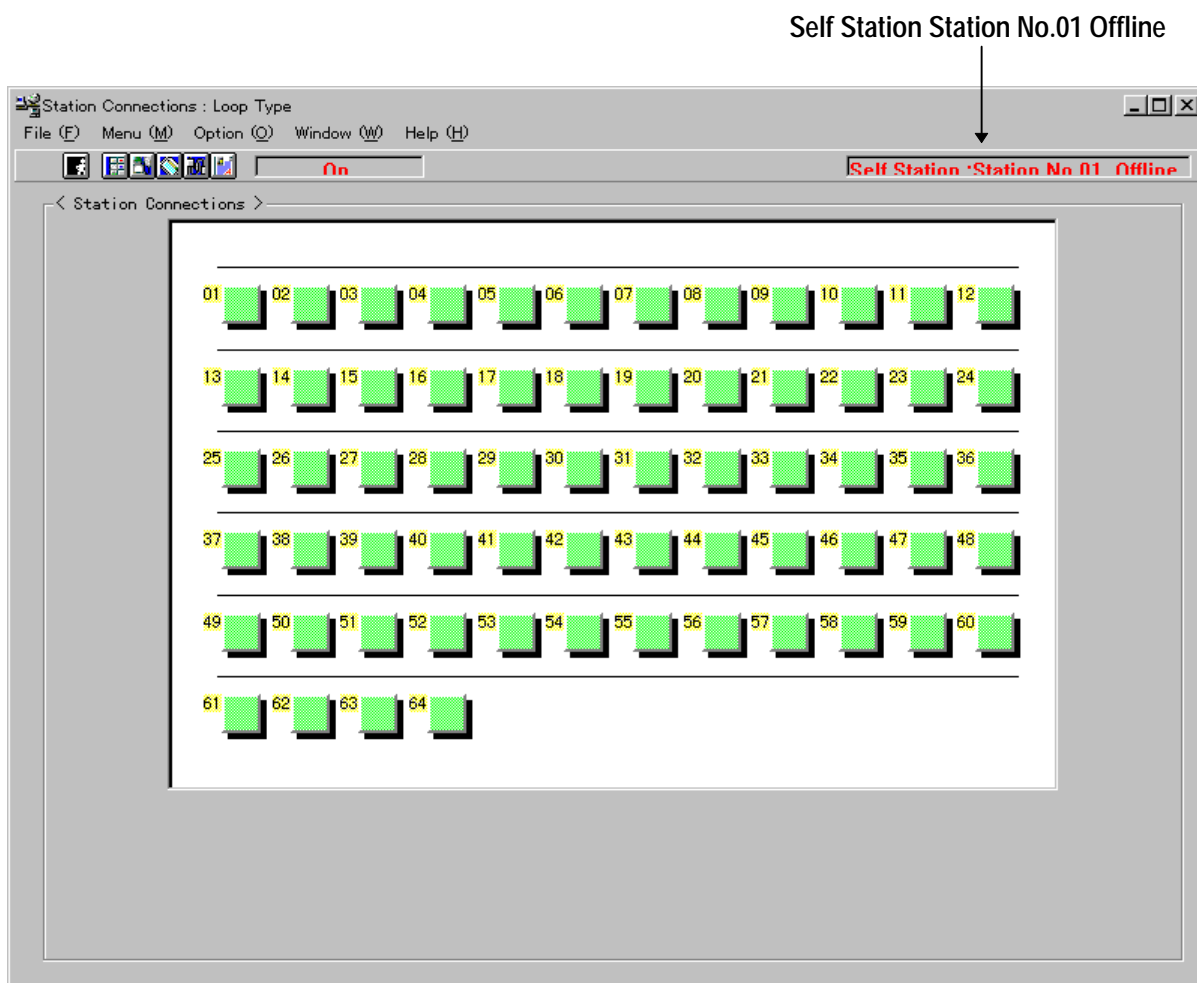 Self Station Station No.01 Offline
Station Connections : Loop Type
File (F) Menu (M) Option (O) Window (W) Help (H)
On Self Station :Station No.01 Offline
< Station Connections >
01 02 03 04 05 06 07 08 09 10 11 12
13 14 15 16 17 18 19 20 21 22 23 24
25 26 27 28 29 30 31 32 33 34 35 36
37 38 39 40 41 42 43 44 45 46 47 48
49 50 51 52 53 54 55 56 57 58 59 60
61 62 63 64